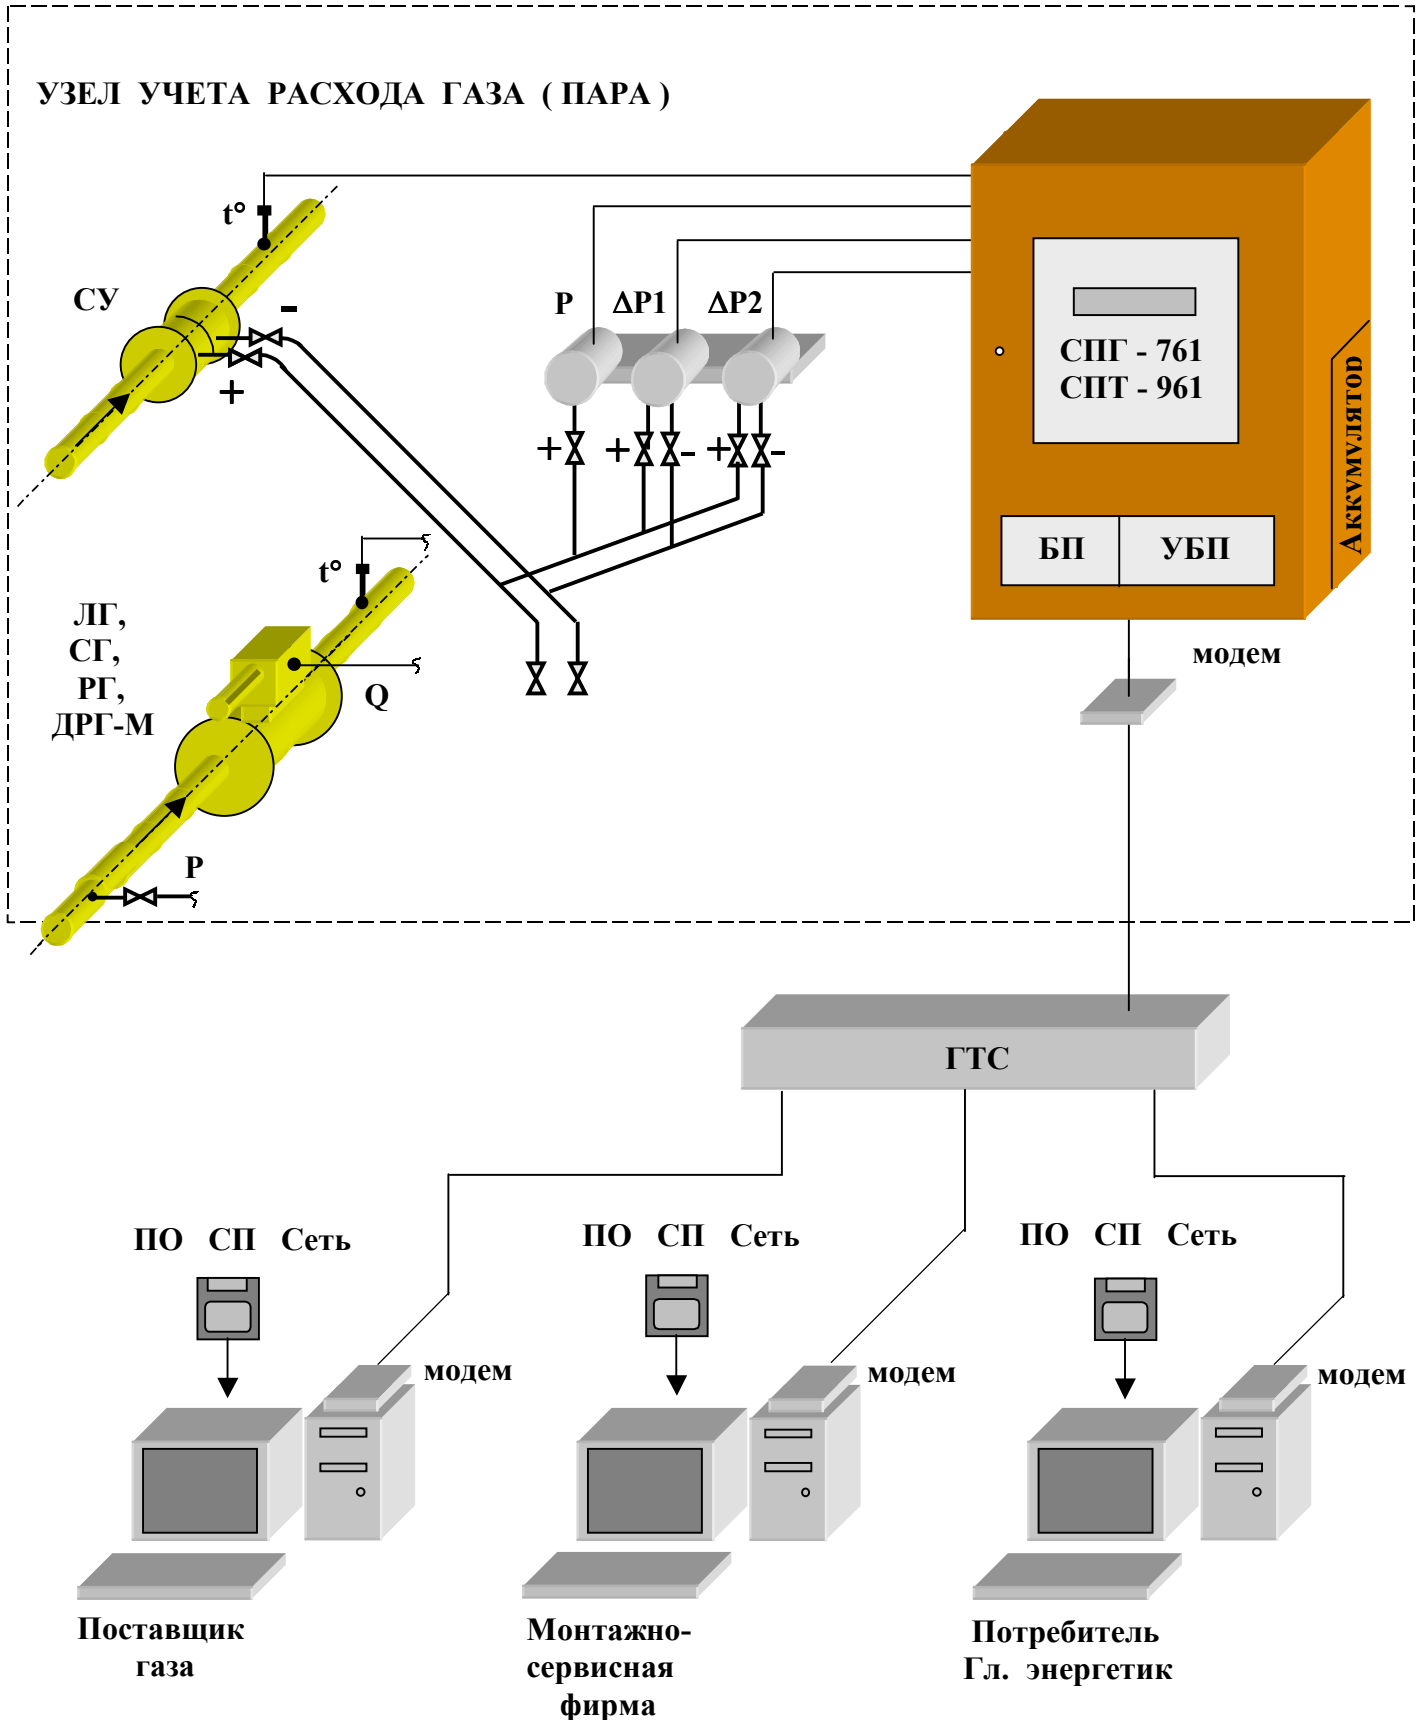 УЗЕЛ УЧЕТА РАСХОДА ГАЗА ( ПАРА )
t°
СУ
-
+
P
ΔP1
ΔP2
+
+
-
+
-
СПГ - 761
СПТ - 961
Аккумулятор
БП
УБП
модем
t°
ЛГ,
СГ,
РГ,
ДРГ-М
Q
P
ГТС
ПО СП Сеть
ПО СП Сеть
ПО СП Сеть
модем
модем
модем
Поставщик
газа
Монтажно-
сервисная
фирма
Потребитель
Гл. энергетик